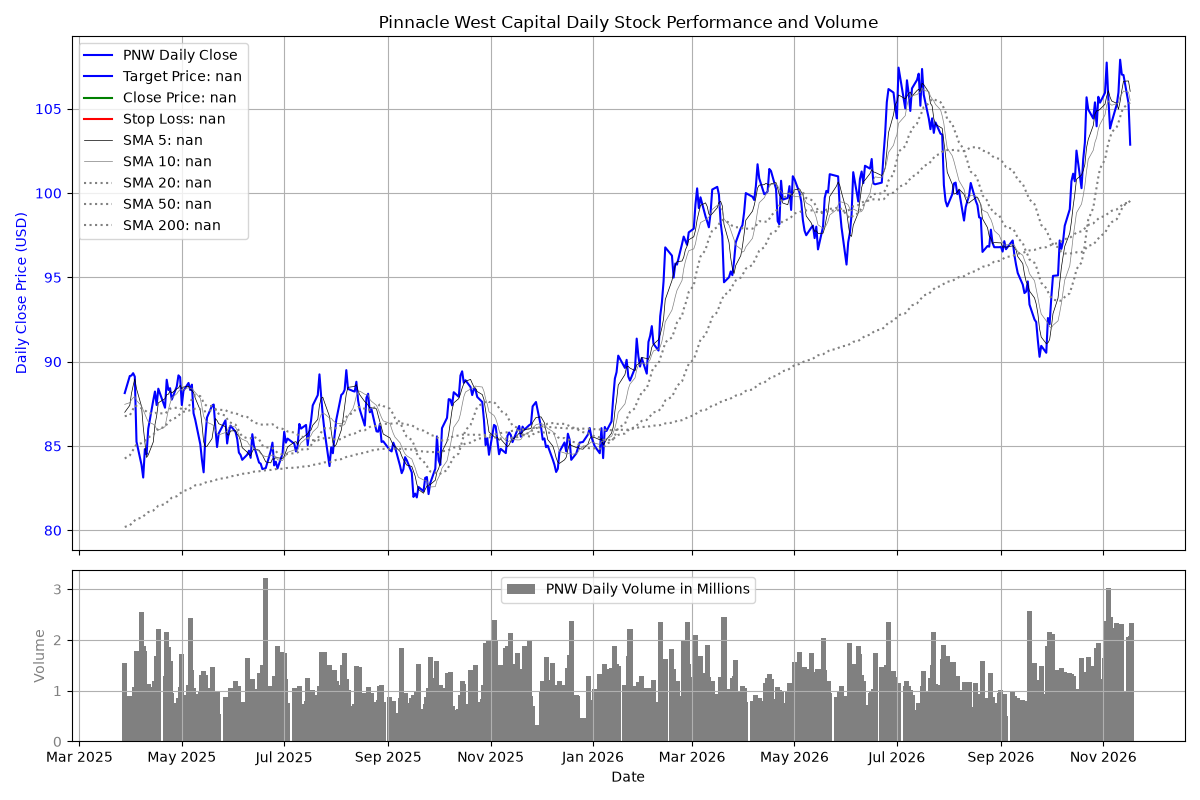 Pinnacle West Capital Daily Stock Performance and Volume
PNW Daily Close
Target Price: nan
Close Price: nan
Stop Loss: nan
SMA 5: nan
SMA 10: nan
SMA 20: nan
SMA 50: nan
SMA 200: nan
Daily Close Price (USD)
105
100
95
90
85
80
PNW Daily Volume in Millions
Volume
3
2
1
0
Mar 2025 May 2025 Jul 2025 Sep 2025 Nov 2025 Jan 2026 Mar 2026 May 2026 Jul 2026 Sep 2026 Nov 2026
Date